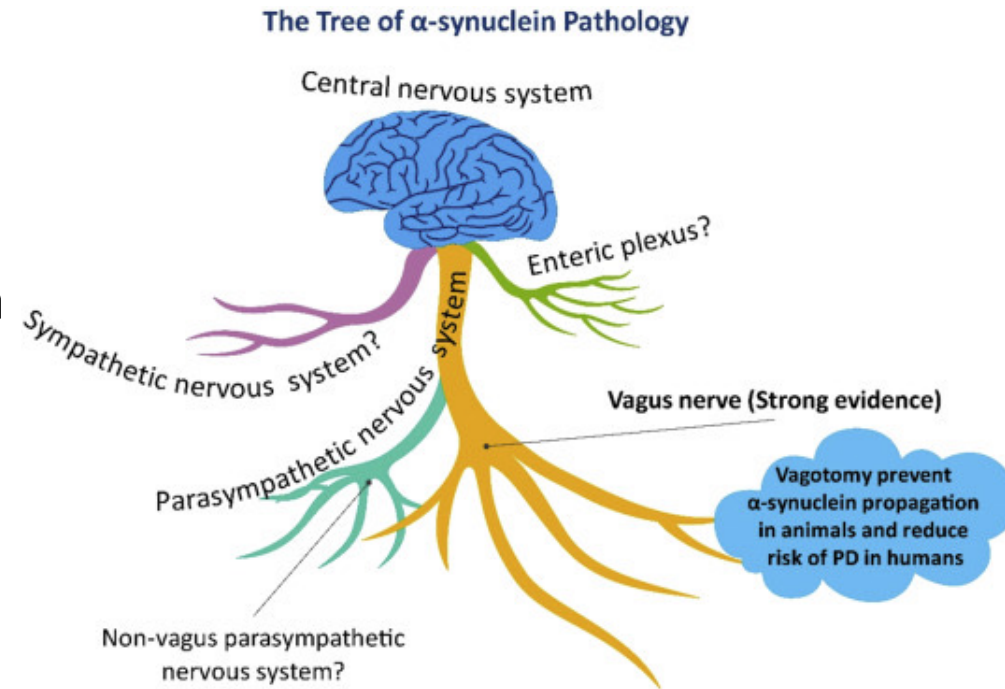 The Tree of α-synuclein Pathology
Central nervous system
Enteric plexus?
Sympathetic nervous system?
Parasympathetic nervous system
Vagus nerve (Strong evidence)
Vagotomy prevent
α-synuclein propagation
in animals and reduce
risk of PD in humans
Non-vagus parasympathetic
nervous system?